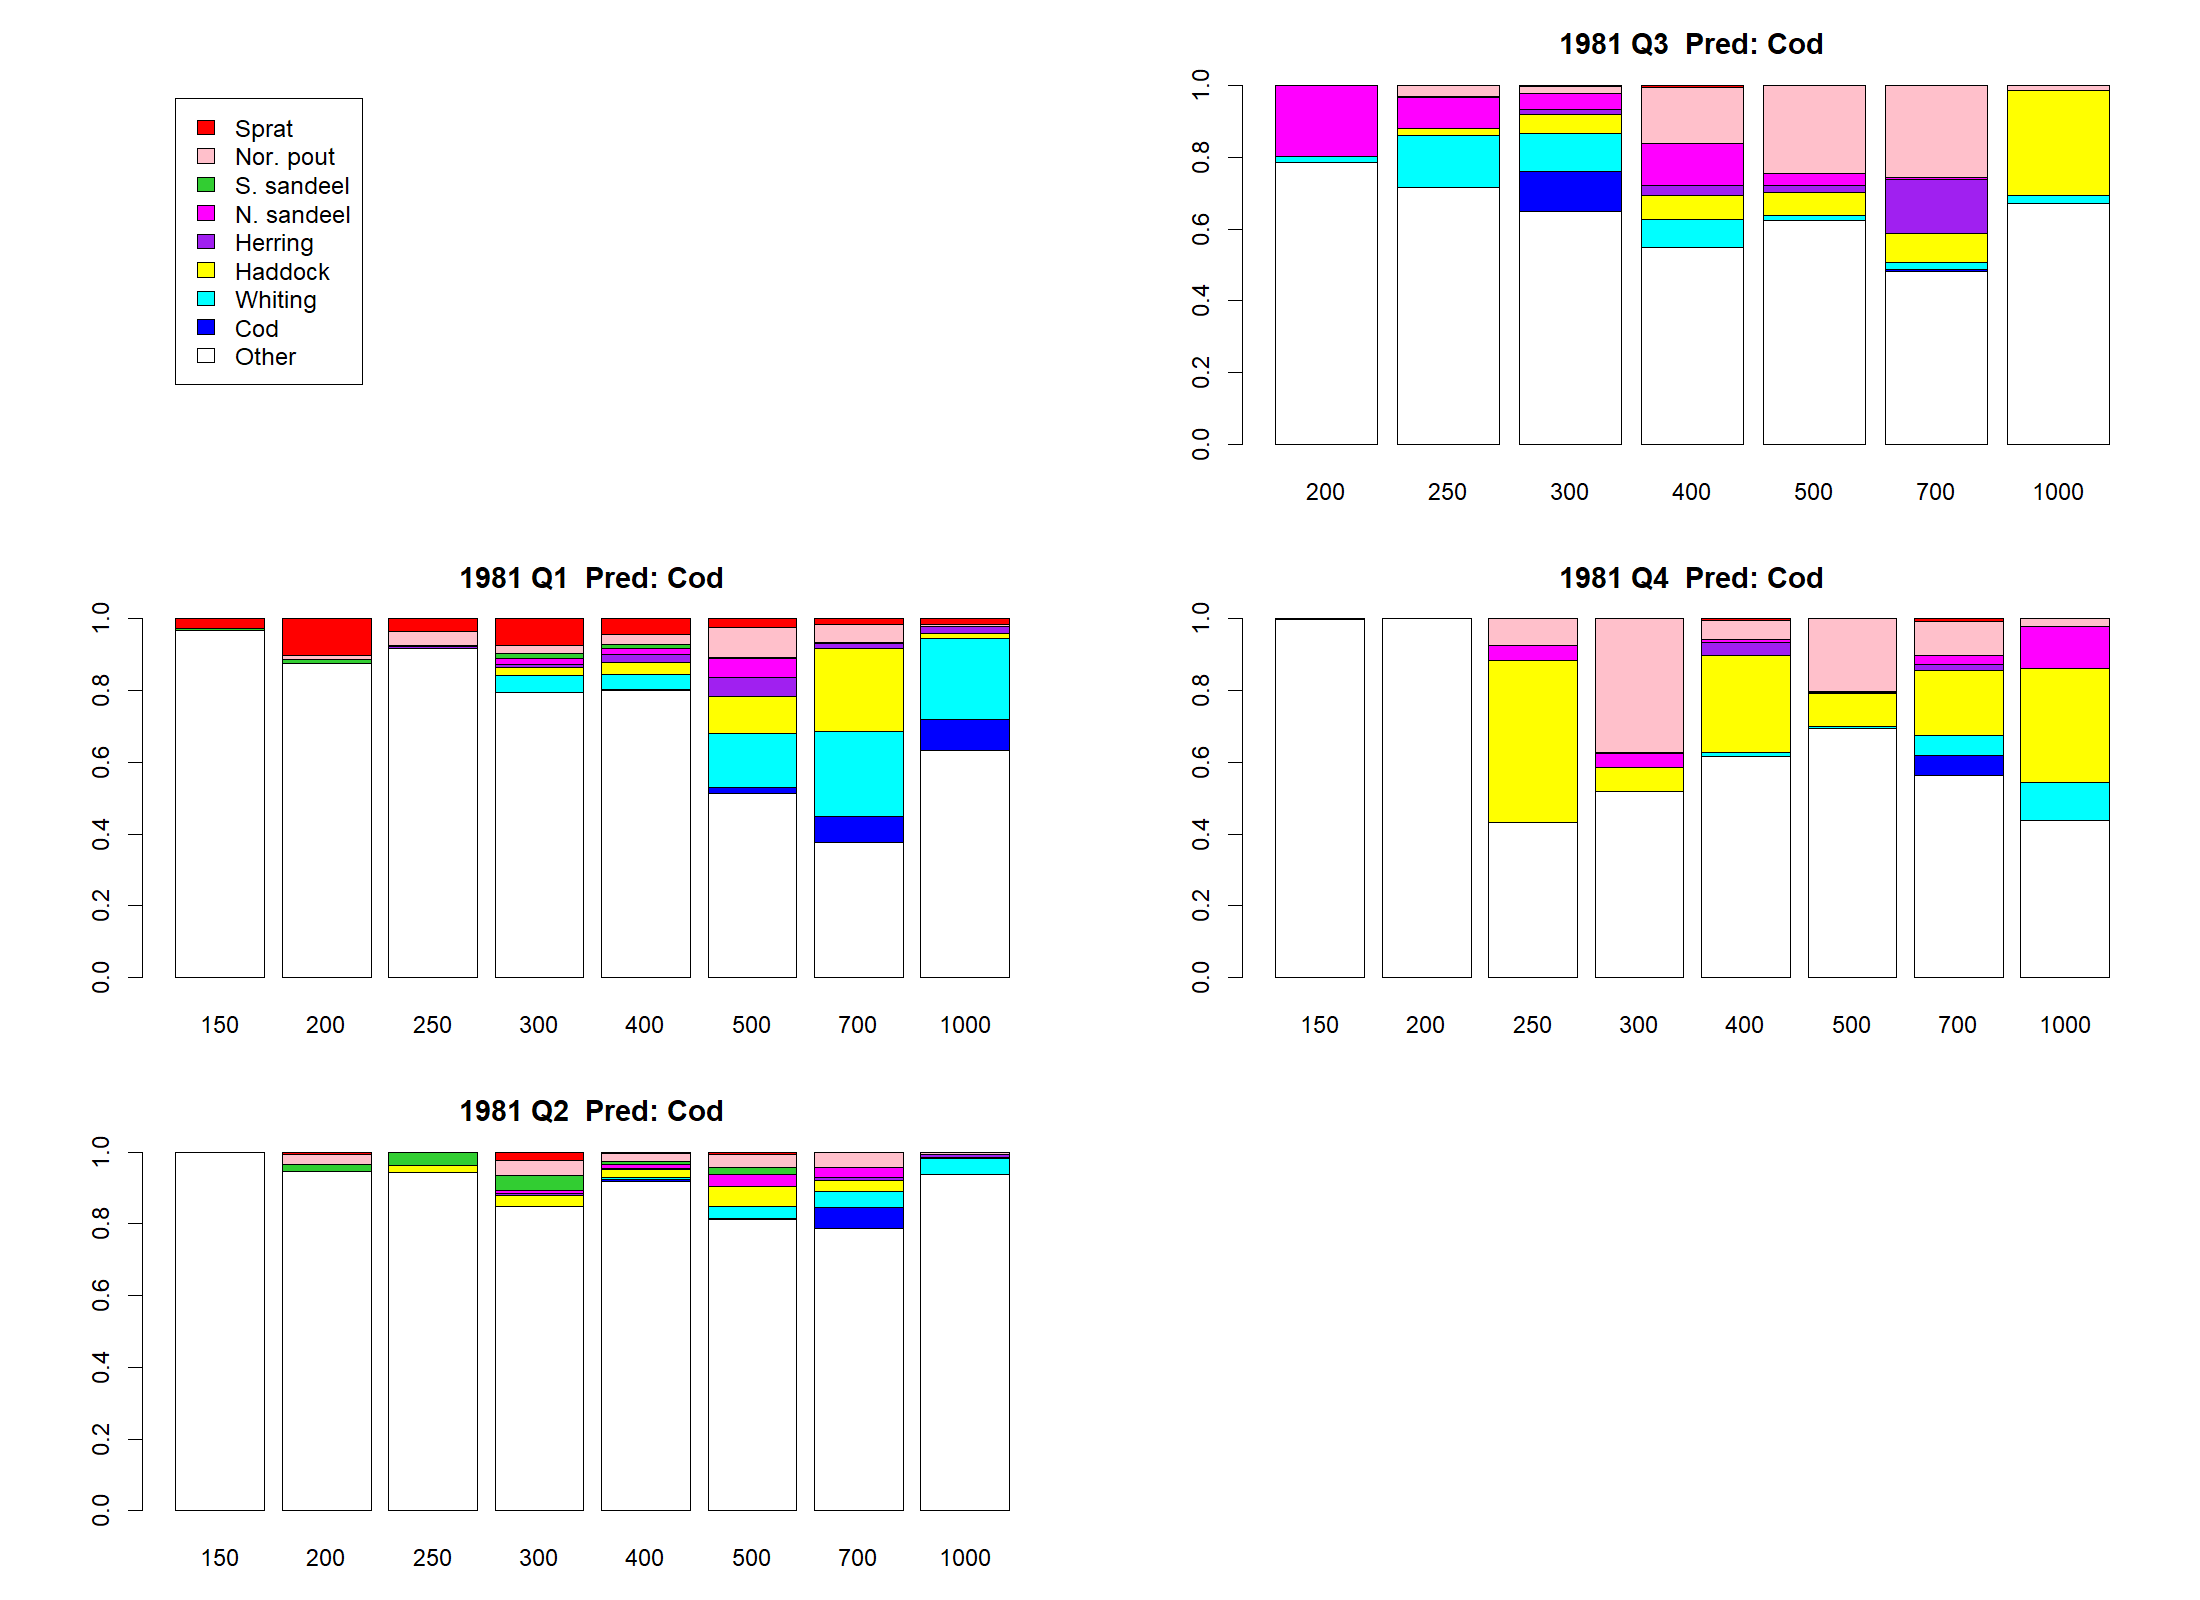 Sprat
Nor. pout
S. sandeel
N. sandeel
Herring
Haddock
Whiting
Cod
Other
1981 Q3  Pred: Cod
1.0
0.8
0.6
0.4
0.2
0.0
200 250 300 400 500 700 1000
1981 Q1  Pred: Cod
1.0
0.8
0.6
0.4
0.2
0.0
150 200 250 300 400 500 700 1000
1981 Q4  Pred: Cod
1.0
0.8
0.6
0.4
0.2
0.0
150 200 250 300 400 500 700 1000
1981 Q2  Pred: Cod
1.0
0.8
0.6
0.4
0.2
0.0
150 200 250 300 400 500 700 1000